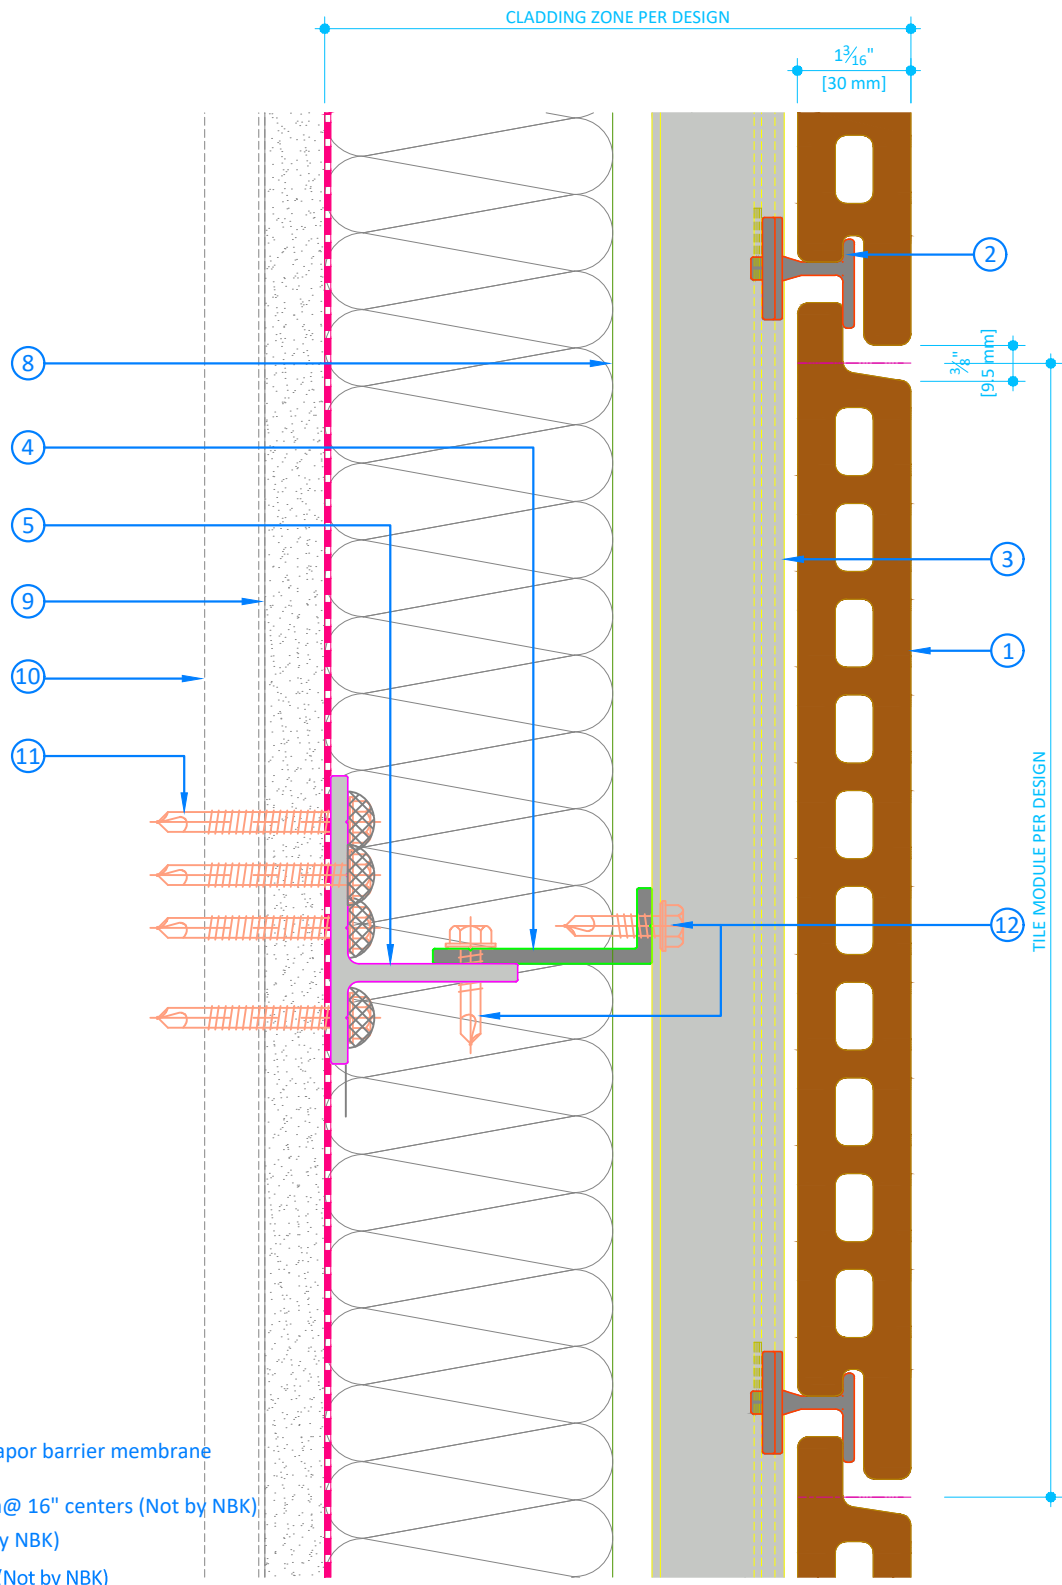 CLADDING ZONE PER DESIGN
1 3/16"
[30 mm]
2
3/8"
[9.5 mm]
8
4
5
3
9
1
10
11
TILE MODULE PER DESIGN
12
apor barrier membrane
@ 16" centers (Not by NBK)
y NBK)
(Not by NBK)